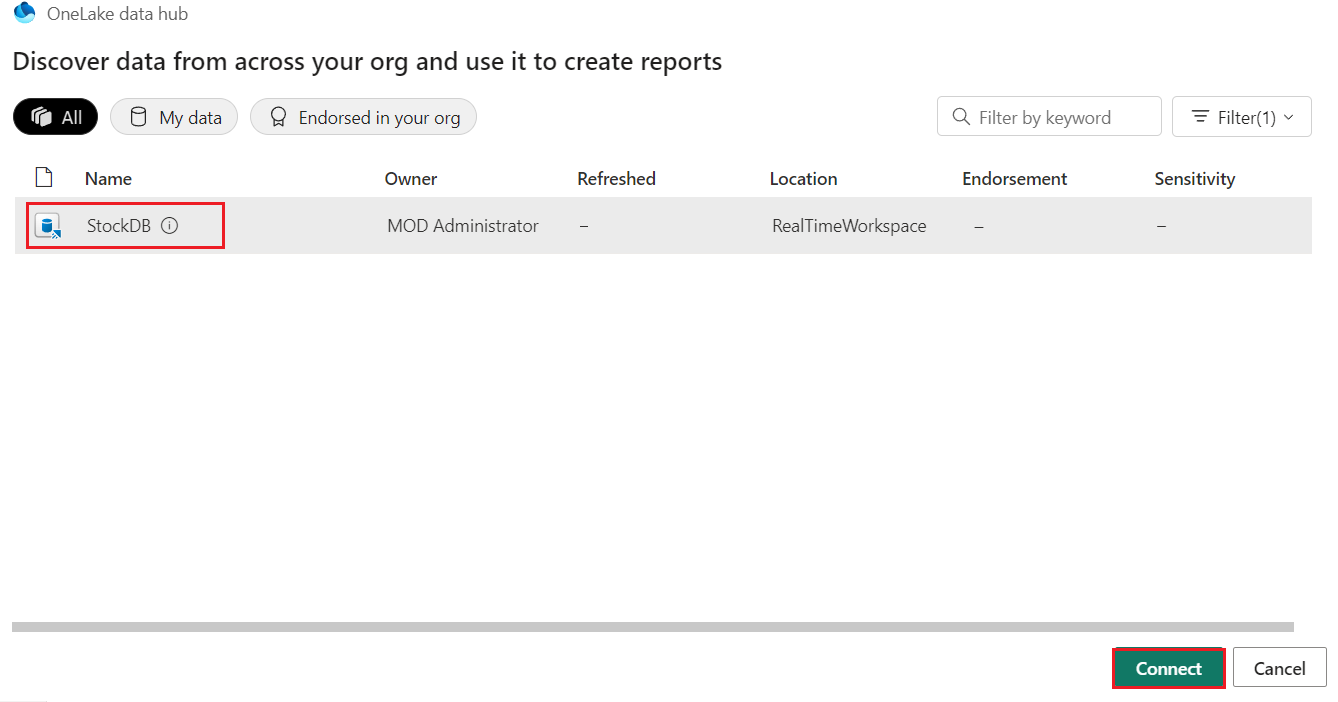 OneLake data hub
Discover data from across your org and use it to create reports
All My data Endorsed in your org Filter by keyword Filter(1)
Name Owner Refreshed Location Endorsement Sensitivity
StockDB MOD Administrator – RealTimeWorkspace – –
Connect Cancel